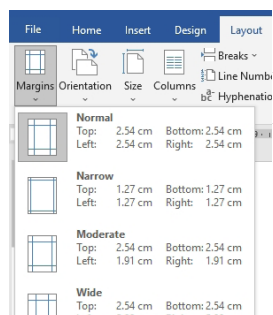 File Home Insert Design Layout
Breaks
Line Numbe
Margins Orientation Size Columns
Hyphenation
Normal
Top: 2.54 cm Bottom: 2.54 cm
Left: 2.54 cm Right: 2.54 cm
Narrow
Top: 1.27 cm Bottom: 1.27 cm
Left: 1.27 cm Right: 1.27 cm
Moderate
Top: 2.54 cm Bottom: 2.54 cm
Left: 1.91 cm Right: 1.91 cm
Wide
Top: 2.54 cm Bottom: 2.54 cm